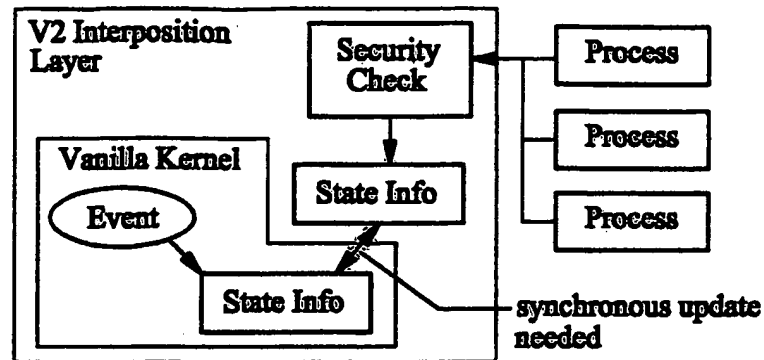 V2 Interposition
Layer
Security
Check
Process
Process
Process
Vanilla Kernel
State Info
Event
State Info
synchronous update
needed